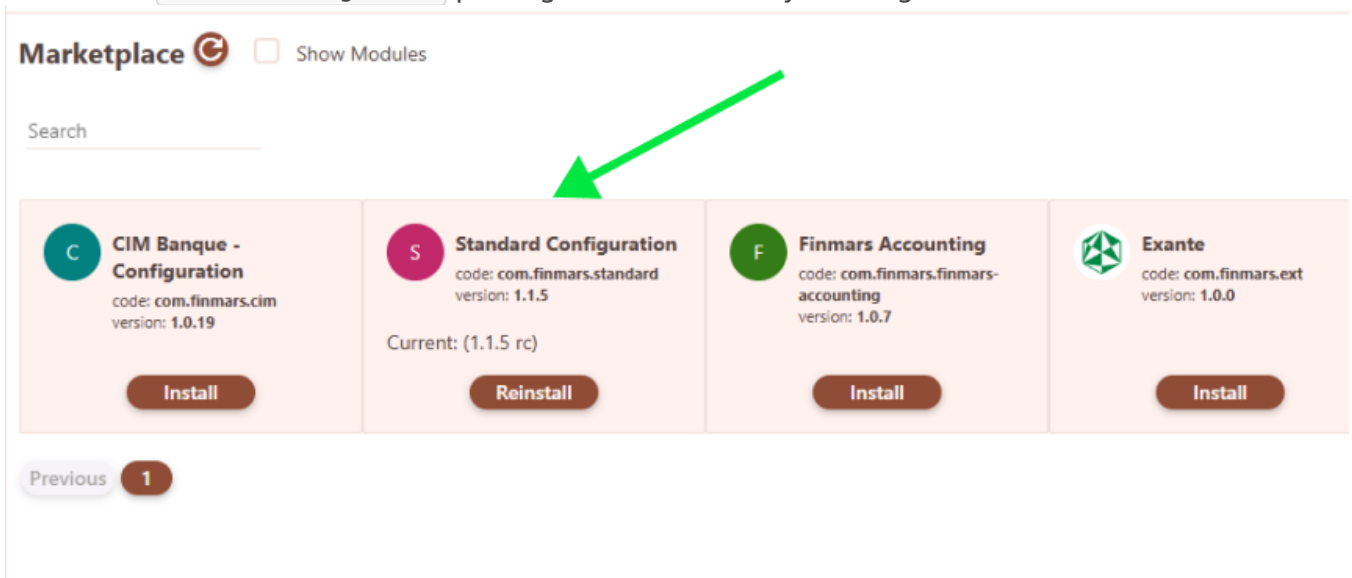 Marketplace
Show Modules
Search
CIM Banque -
Configuration
code: com.finmars.cim
version: 1.0.19
Install
S
Standard Configuration
code: com.finmars.standard
version: 1.1.5
Current: (1.1.5 rc)
Reinstall
F
Finmars Accounting
code: com.finmars.finmars-
accounting
version: 1.0.7
Install
Exante
code: com.finmars.ext
version: 1.0.0
Install
C
Previous
1